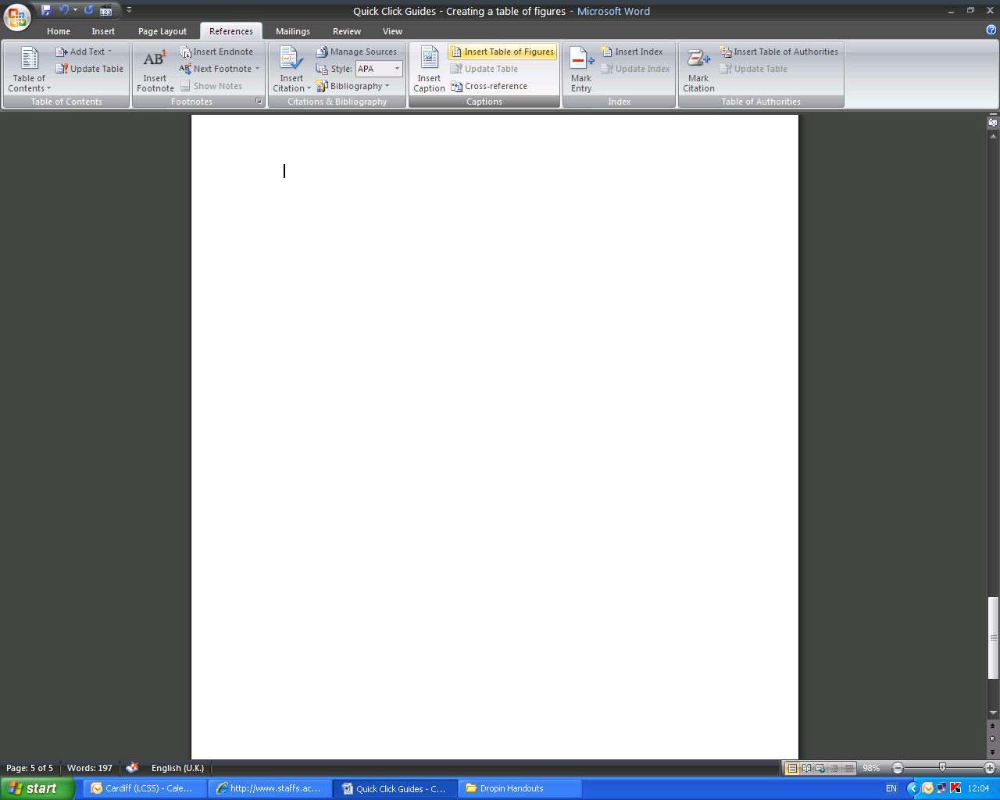 Quick Click Guides - Creating a table of figures - Microsoft Word
Home Insert Page Layout References Mailings Review View
Table of Contents
Add Text
Update Table
Table of Contents
AB1
Insert Footnote
Insert Endnote
AB1 Next Footnote
Show Notes
Footnotes
Insert Citation
Manage Sources
Style: APA
Bibliography
Citations & Bibliography
Insert Caption
Insert Table of Figures
Update Table
Cross-reference
Captions
Mark Entry
Insert Index
Update Index
Index
Mark Citation
Insert Table of Authorities
Update Table
Table of Authorities
Page: 5 of 5 Words: 197 English (U.K.) 98%
start Cardiff (LCSS) - Cale... http://www.staffs.ac... Quick Click Guides - C... Dropin Handouts EN 12:04